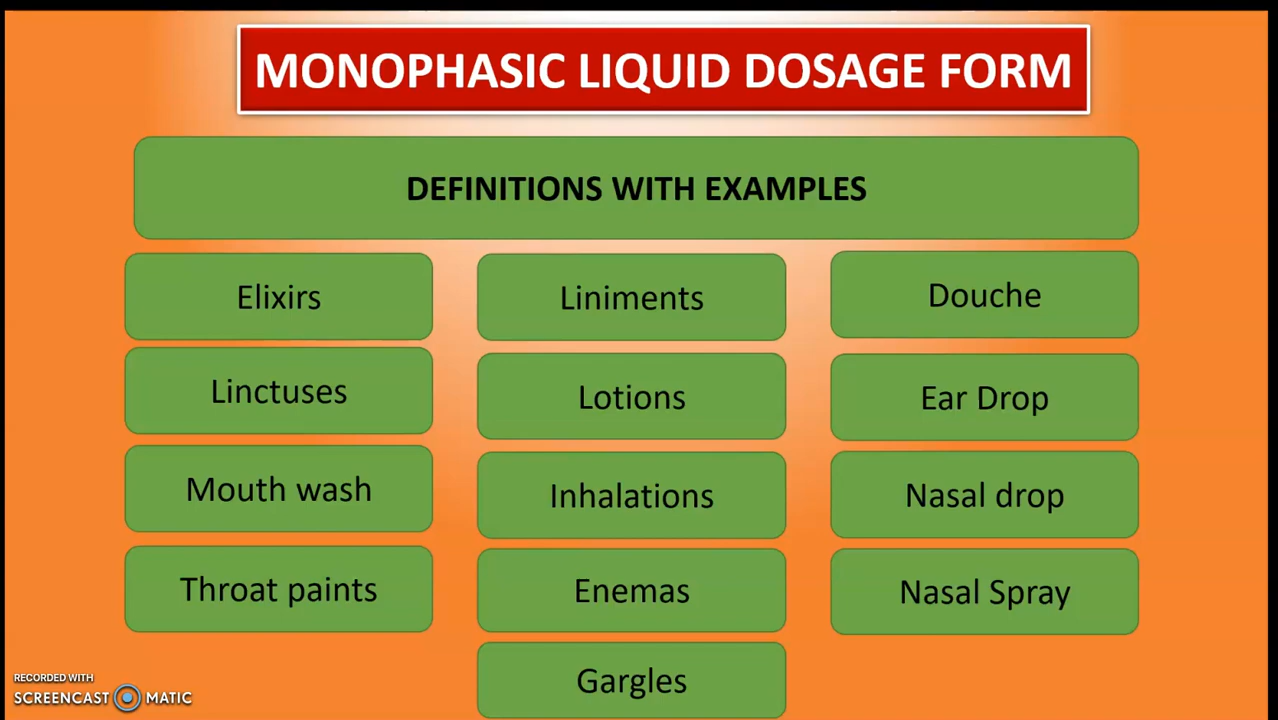 MONOPHASIC LIQUID DOSAGE FORM
DEFINITIONS WITH EXAMPLES
Elixirs
Linctuses
Mouth wash
Throat paints
Liniments
Lotions
Inhalations
Enemas
Gargles
Douche
Ear Drop
Nasal drop
Nasal Spray
RECORDED WITH
SCREENCAST MATIC